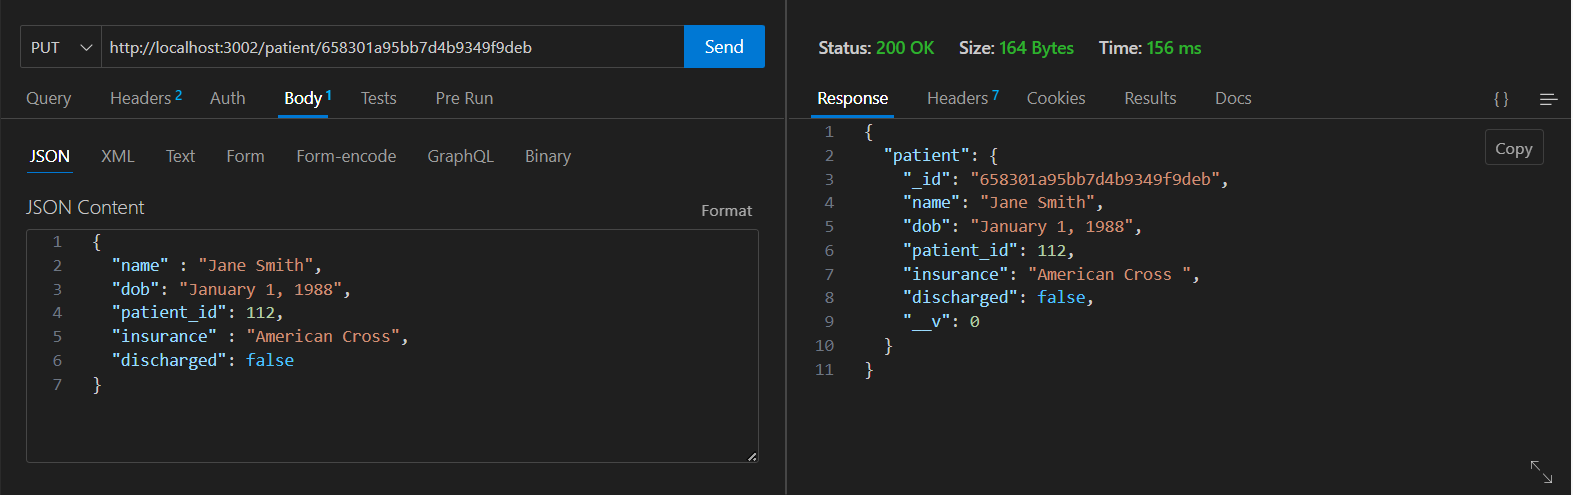 PUT http://localhost:3002/patient/658301a95bb7d4b9349f9deb Send
Query Headers 2 Auth Body 1 Tests Pre Run
JSON XML Text Form Form-encode GraphQL Binary
JSON Content Format
1 {
2 "name" : "Jane Smith",
3 "dob": "January 1, 1988",
4 "patient_id": 112,
5 "insurance" : "American Cross",
6 "discharged": false
7 }
Status: 200 OK Size: 164 Bytes Time: 156 ms
Response Headers 7 Cookies Results Docs { }
Copy
1 {
2 "patient": {
3 "_id": "658301a95bb7d4b9349f9deb",
4 "name": "Jane Smith",
5 "dob": "January 1, 1988",
6 "patient_id": 112,
7 "insurance": "American Cross ",
8 "discharged": false,
9 "__v": 0
10 }
11 }